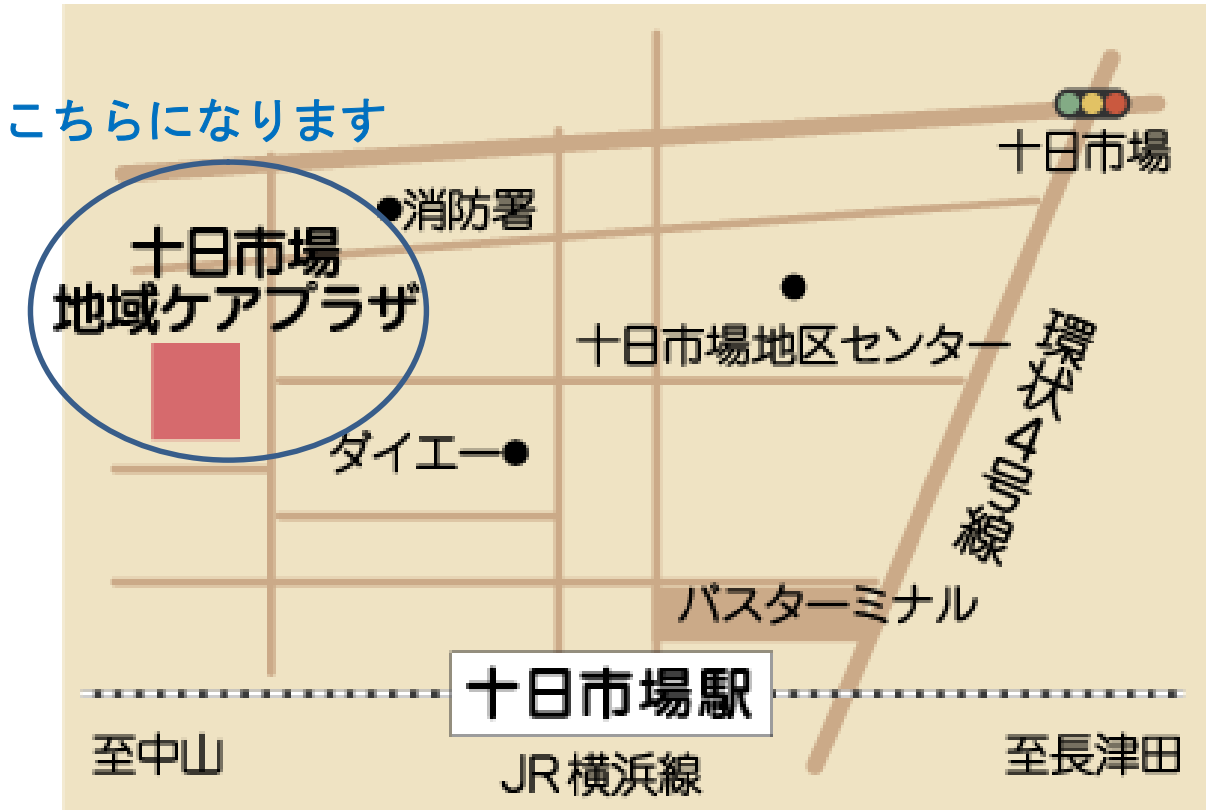 こちらになります
十日市場
消防署
十日市場
地域ケアプラザ
十日市場地区センター
環状4号線
ダイエー
バスターミナル
十日市場駅
至中山
JR横浜線
至長津田